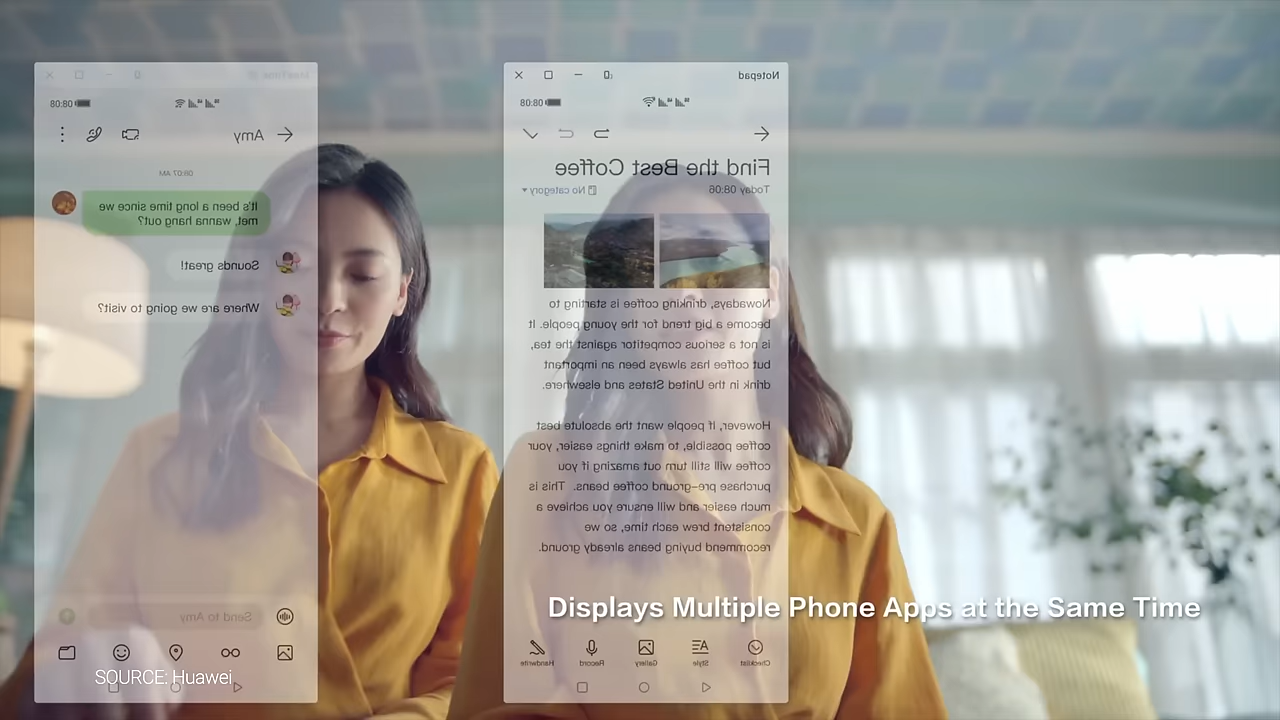 MeeTime
08:08
Amy
08:07 AM
It's been a long time since we
met, wanna hang out?
Sounds great!
Where are we going to visit?
Send to Amy
Notepad
08:08
Find the Best Coffee
Today 08:06
No category
Nowadays, drinking coffee is starting to
become a big trend for the young people. It
is not a serious competitor against the tea,
but coffee has always been an important
drink in the United States and elsewhere.
However, if people want the absolute best
coffee possible, to make things easier, your
coffee will still turn out amazing if you
purchase pre-ground coffee beans. This is
much easier and will ensure you achieve a
consistent brew each time, so we
recommend buying beans already ground.
Checklist
Style
Gallery
Record
Handwrite
Displays Multiple Phone Apps at the Same Time
SOURCE: Huawei